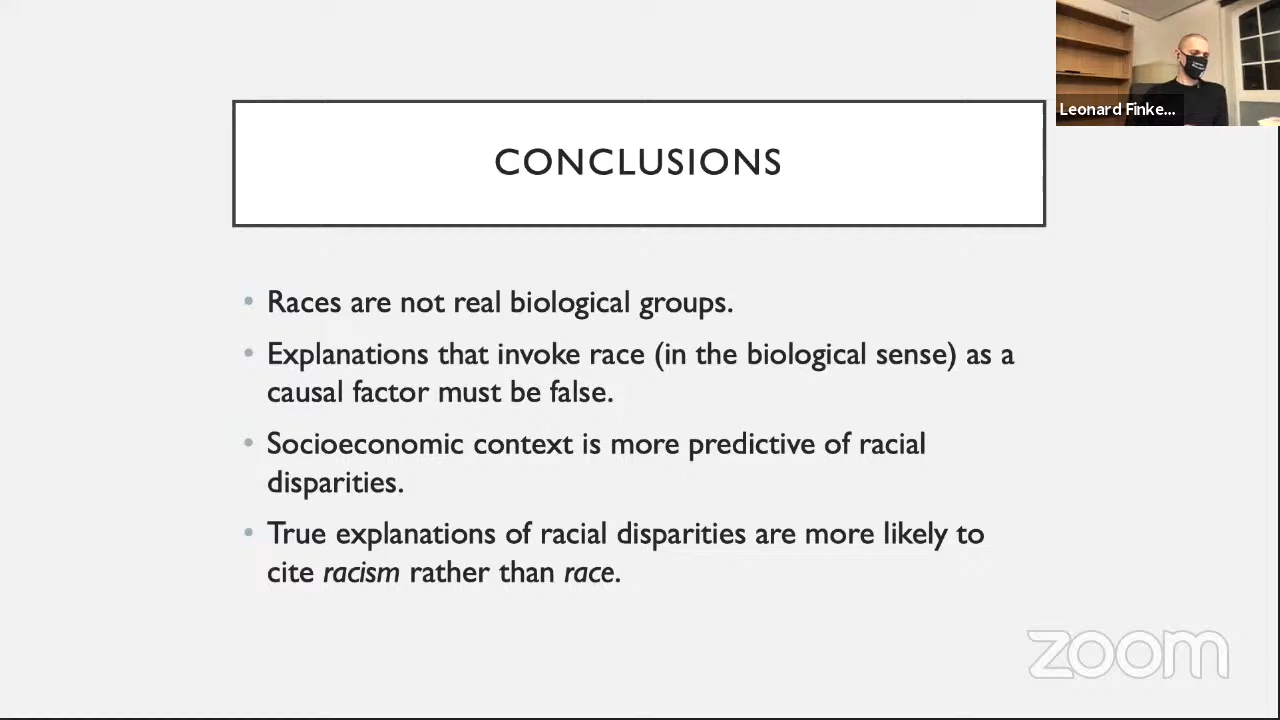 Leonard Finke...
CONCLUSIONS
• Races are not real biological groups.
• Explanations that invoke race (in the biological sense) as a
causal factor must be false.
• Socioeconomic context is more predictive of racial
disparities.
• True explanations of racial disparities are more likely to
cite racism rather than race.
zoom